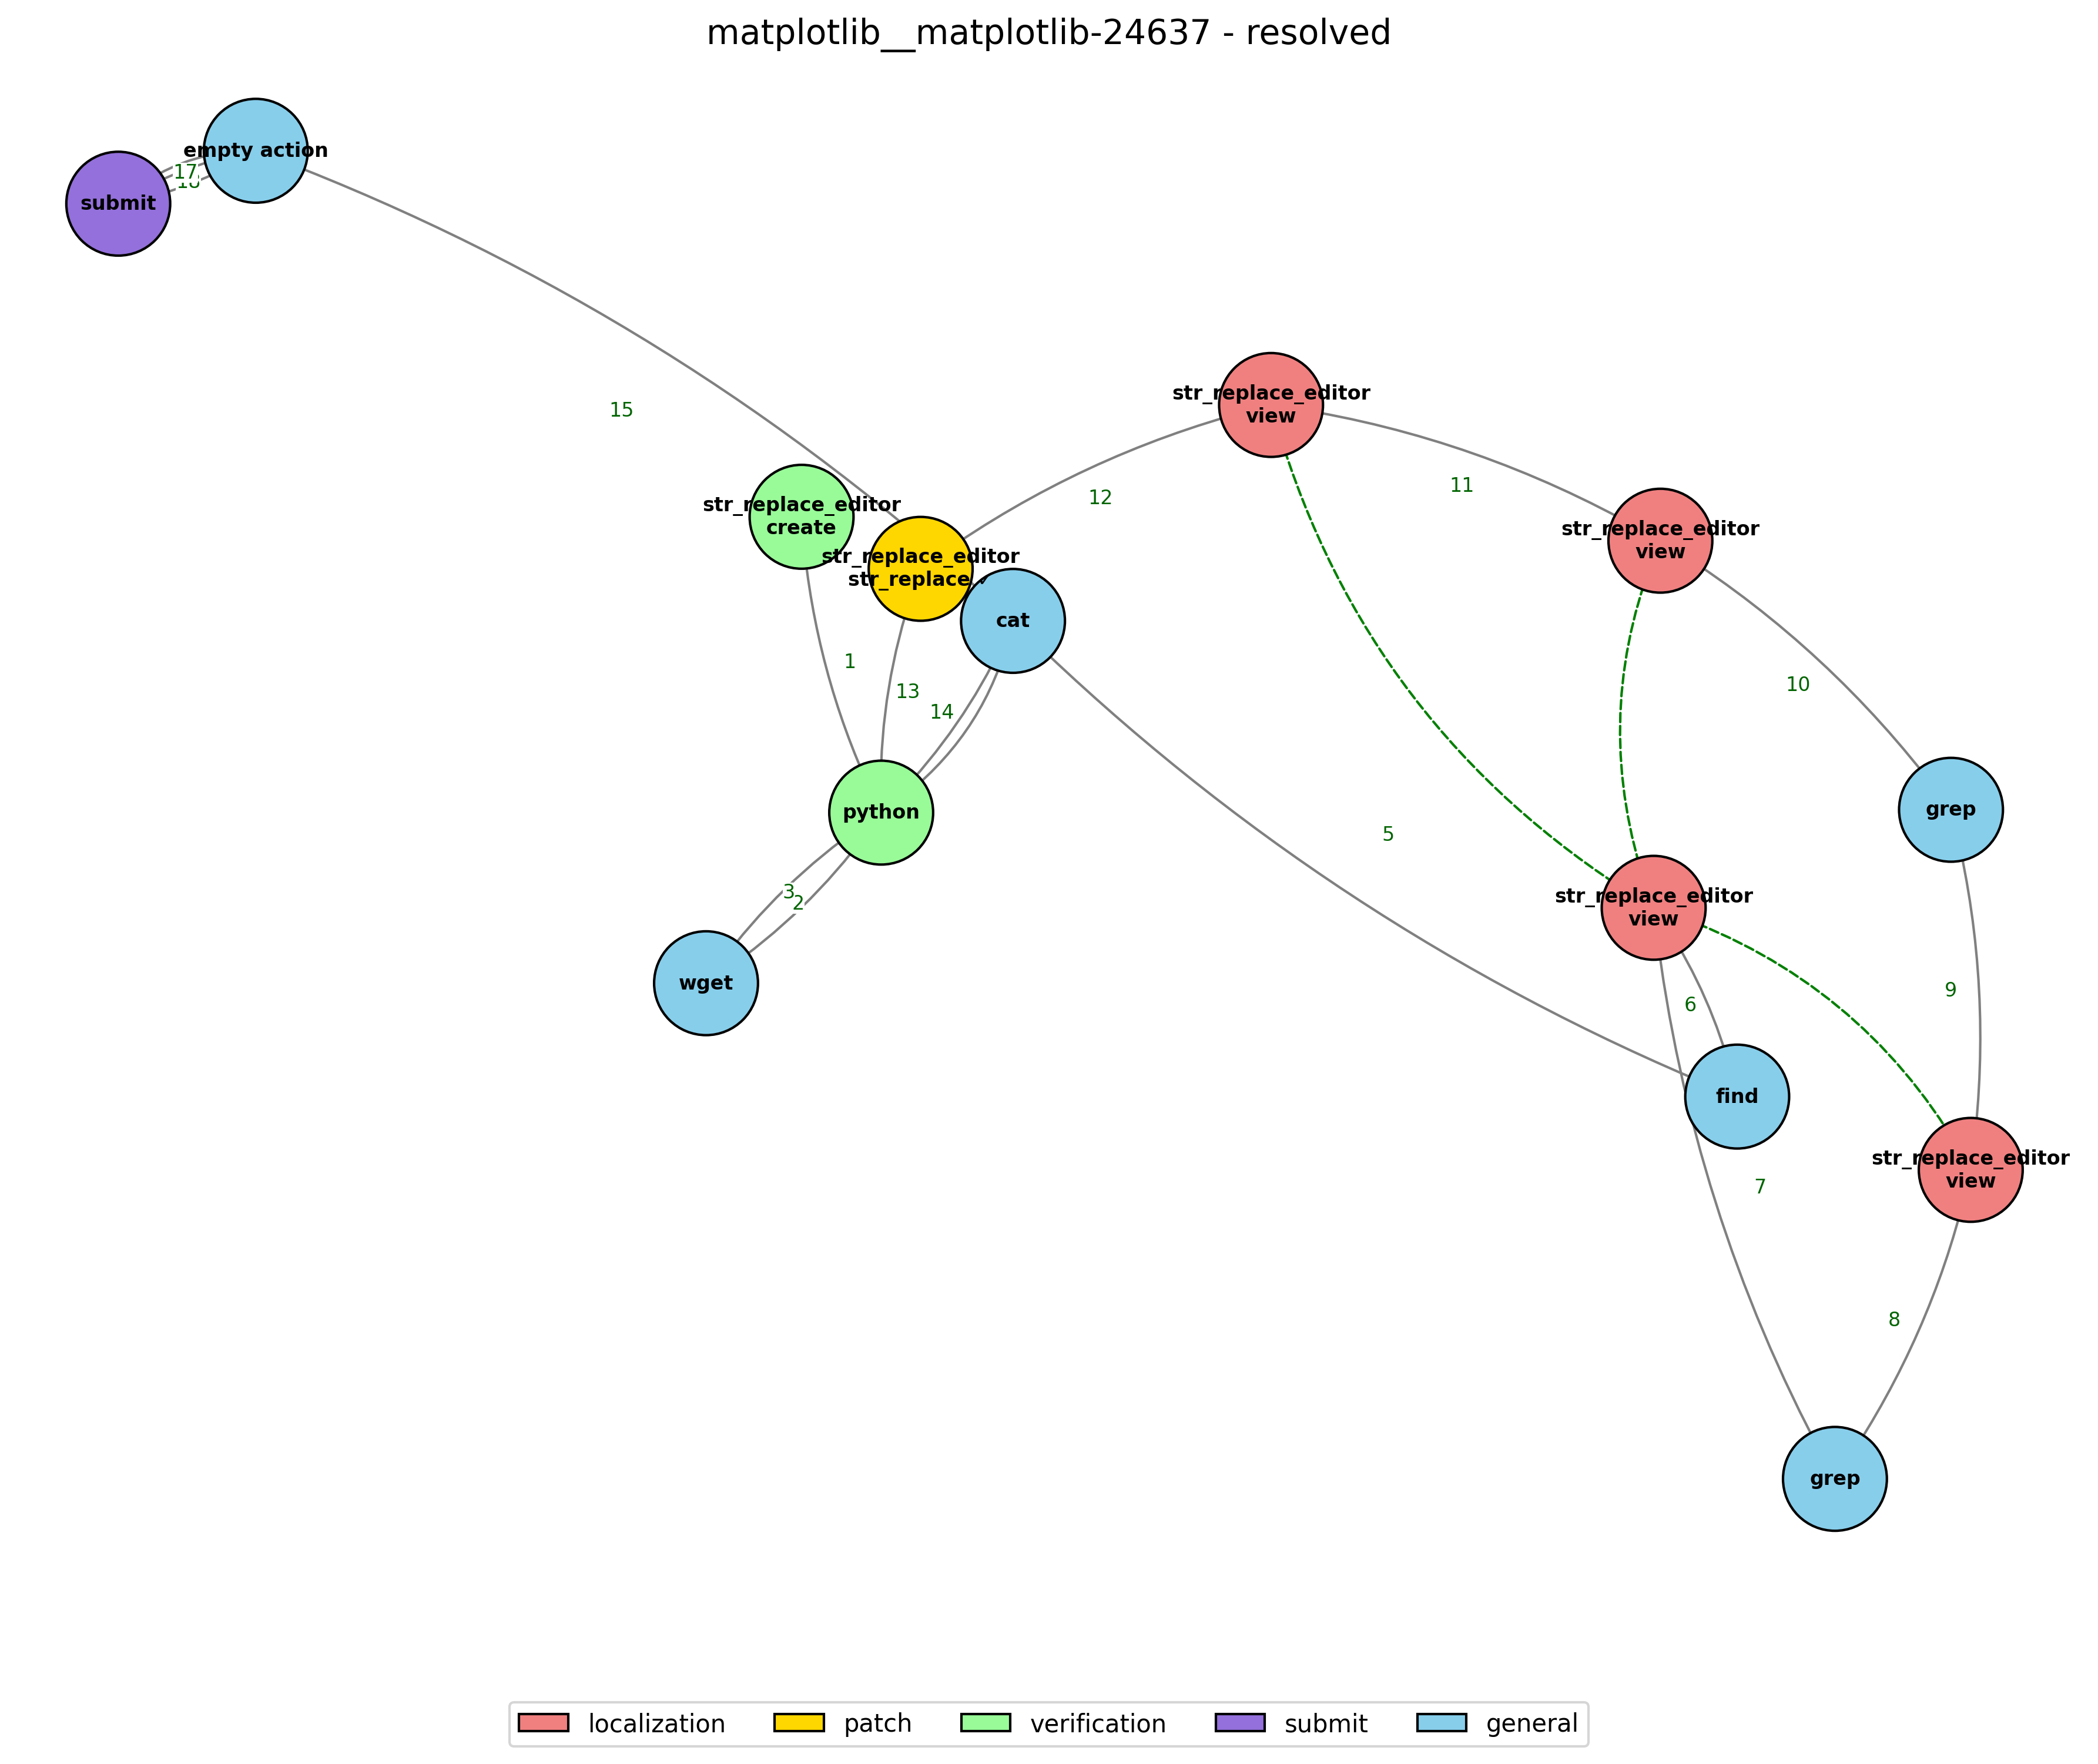 matplotlib__matplotlib-24637 - resolved
empty action
submit
17
15
str_replace_editor
view
12
11
str_replace_editor
create
str_replace_editor
view
str_replace_editor
str_replace
cat
1
13
14
10
python
grep
5
3
2
str_replace_editor
view
wget
6
9
find
7
str_replace_editor
view
8
grep
localization
patch
verification
submit
general